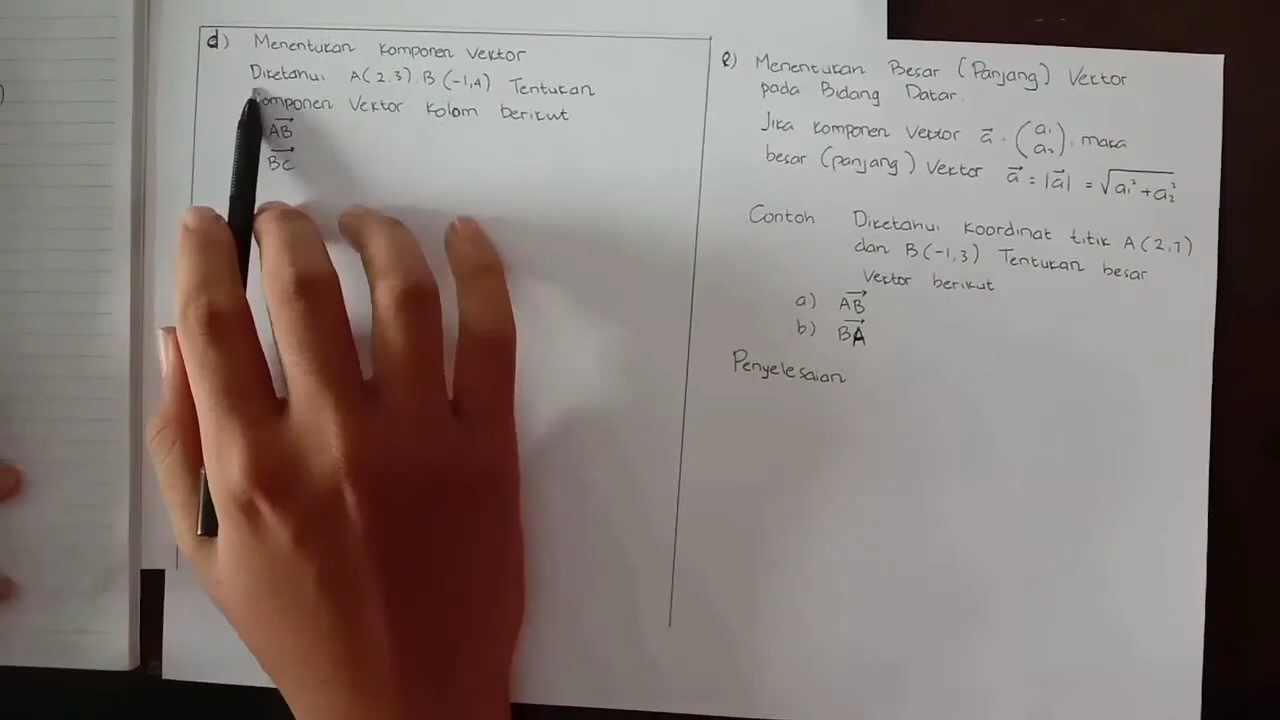 d) Menentukan Komponen Vektor
Diketahui A(2,3). B(-1,4) Tentukan
Komponen Vektor Kolom berikut
AB
BC
e) Menentukan Besar (Panjang) Vektor
pada Bidang Datar.
Jika komponen Vektor a⃗ = (a₁ a₂), maka
besar (panjang) Vektor a⃗ = |a⃗| = √a₁² + a₂²
Contoh Diketahui koordinat titik A(2,7)
dan B(-1,3) Tentukan besar
Vektor berikut
a) AB
b) BA
Penyelesaian